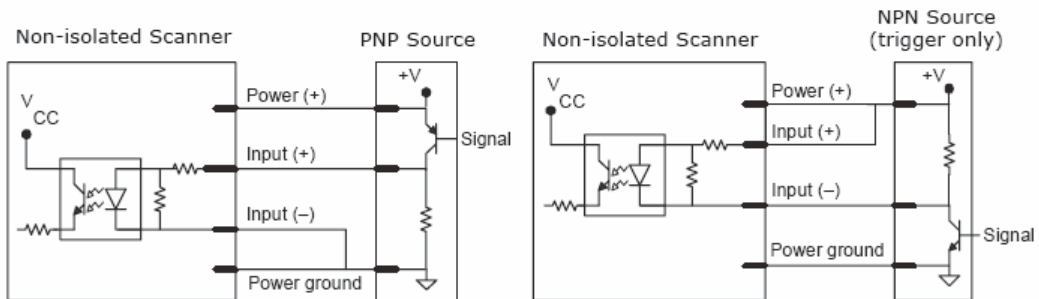 Non-isolated Scanner
PNP Source
+V
Power (+)
V
CC
Signal
Input (+)
Input (–)
Power ground
Non-isolated Scanner
NPN Source
(trigger only)
+V
Power (+)
V
CC
Input (+)
Input (–)
Signal
Power ground